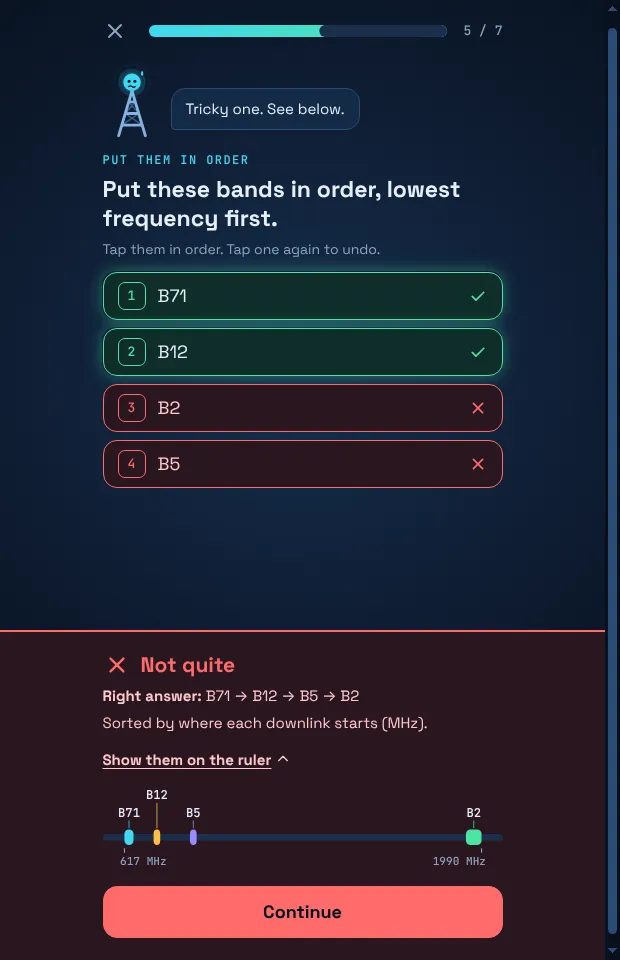 5 / 7
Tricky one. See below.
PUT THEM IN ORDER
Put these bands in order, lowest
frequency first.
Tap them in order. Tap one again to undo.
1 B71
2 B12
3 B2
4 B5
Not quite
Right answer: B71 → B12 → B5 → B2
Sorted by where each downlink starts (MHz).
Show them on the ruler
B12
B71 B5 B2
617 MHz 1990 MHz
Continue